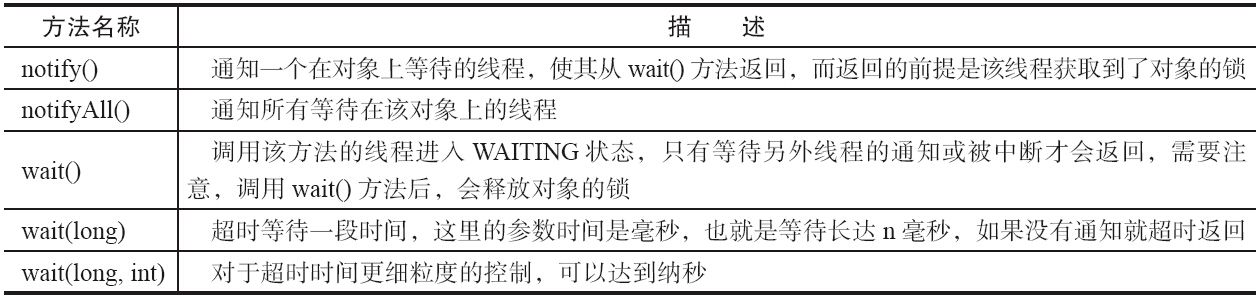 方法名称 描 述
notify() 通知一个在对象上等待的线程，使其从 wait() 方法返回，而返回的前提是该线程获取到了对象的锁
notifyAll() 通知所有等待在该对象上的线程
wait() 调用该方法的线程进入 WAITING 状态，只有等待另外线程的通知或被中断才会返回，需要注
意，调用 wait() 方法后，会释放对象的锁
wait(long) 超时等待一段时间，这里的参数时间是毫秒，也就是等待长达 n 毫秒，如果没有通知就超时返回
wait(long, int) 对于超时时间更细粒度的控制，可以达到纳秒